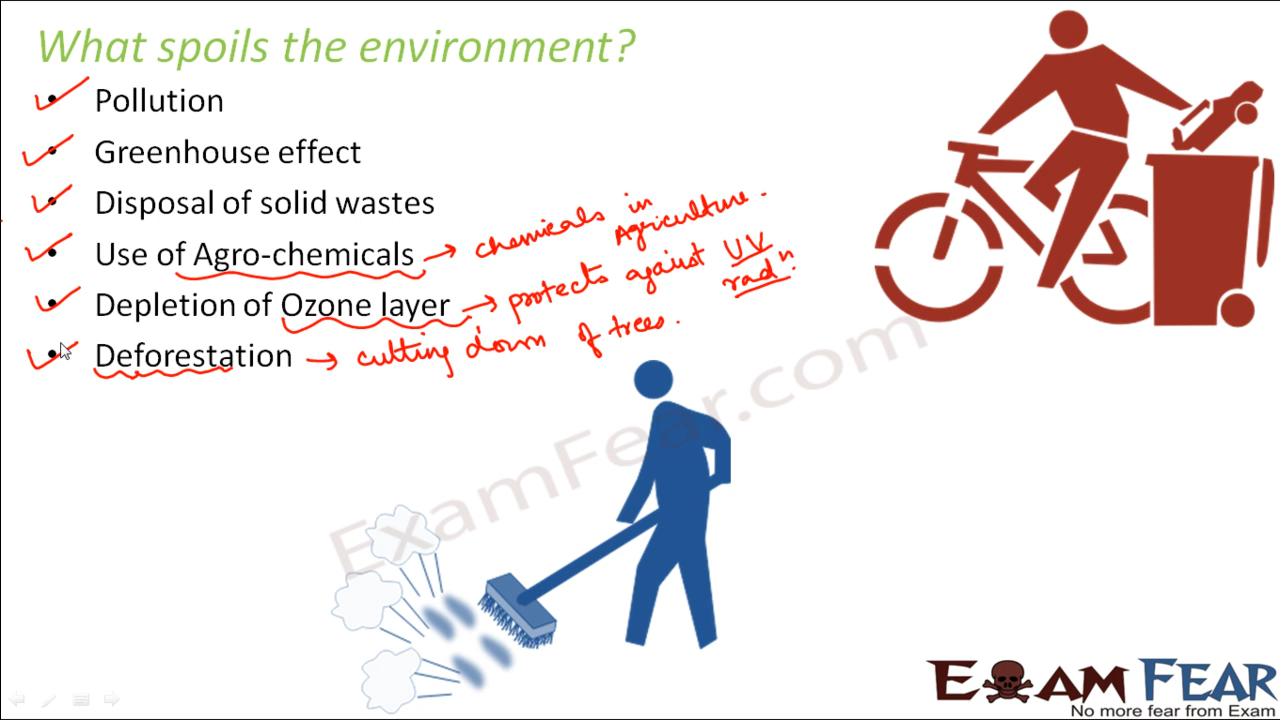 What spoils the environment?
• Pollution
• Greenhouse effect
• Disposal of solid wastes
• Use of Agro-chemicals → chemicals in Agriculture.
• Depletion of Ozone layer → protects against UV radⁿ.
• Deforestation → cutting down of trees.
ExamFear.com
EXAM FEAR
No more fear from Exam